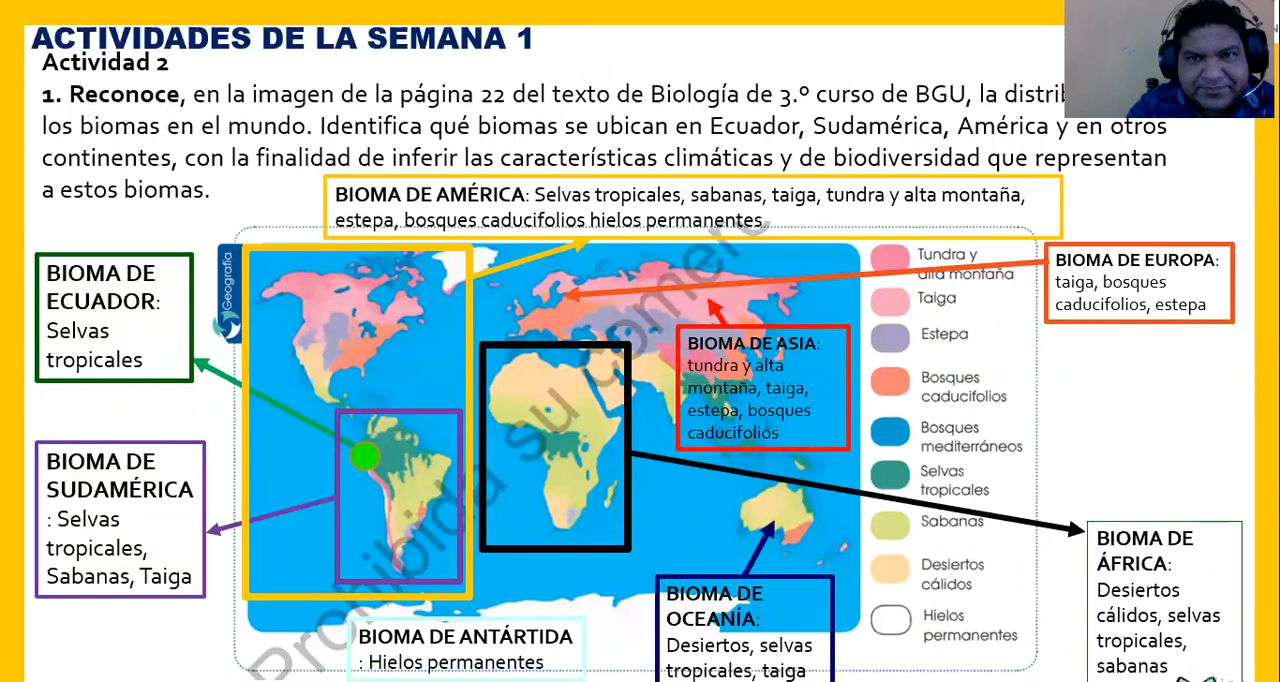 ACTIVIDADES DE LA SEMANA 1
Actividad 2
1. Reconoce, en la imagen de la página 22 del texto de Biología de 3.º curso de BGU, la distrib
los biomas en el mundo. Identifica qué biomas se ubican en Ecuador, Sudamérica, América y en otros
continentes, con la finalidad de inferir las características climáticas y de biodiversidad que representan
a estos biomas.
BIOMA DE AMÉRICA: Selvas tropicales, sabanas, taiga, tundra y alta montaña,
estepa, bosques caducifolios hielos permanentes
BIOMA DE
ECUADOR:
Selvas
tropicales
BIOMA DE
SUDAMÉRICA
: Selvas
tropicales,
Sabanas, Taiga
Geografía
Prohibida su comerc
BIOMA DE ASIA:
tundra y alta
montaña, taiga,
estepa, bosques
caducifolios
BIOMA DE ANTÁRTIDA
: Hielos permanentes
BIOMA DE
OCEANÍA:
Desiertos, selvas
tropicales, taiga
Tundra y
alta montaña
Taiga
Estepa
Bosques
caducifolios
Bosques
mediterráneos
Selvas
tropicales
Sabanas
Desiertos
cálidos
Hielos
permanentes
BIOMA DE EUROPA:
taiga, bosques
caducifolios, estepa
BIOMA DE
ÁFRICA:
Desiertos
cálidos, selvas
tropicales,
sabanas